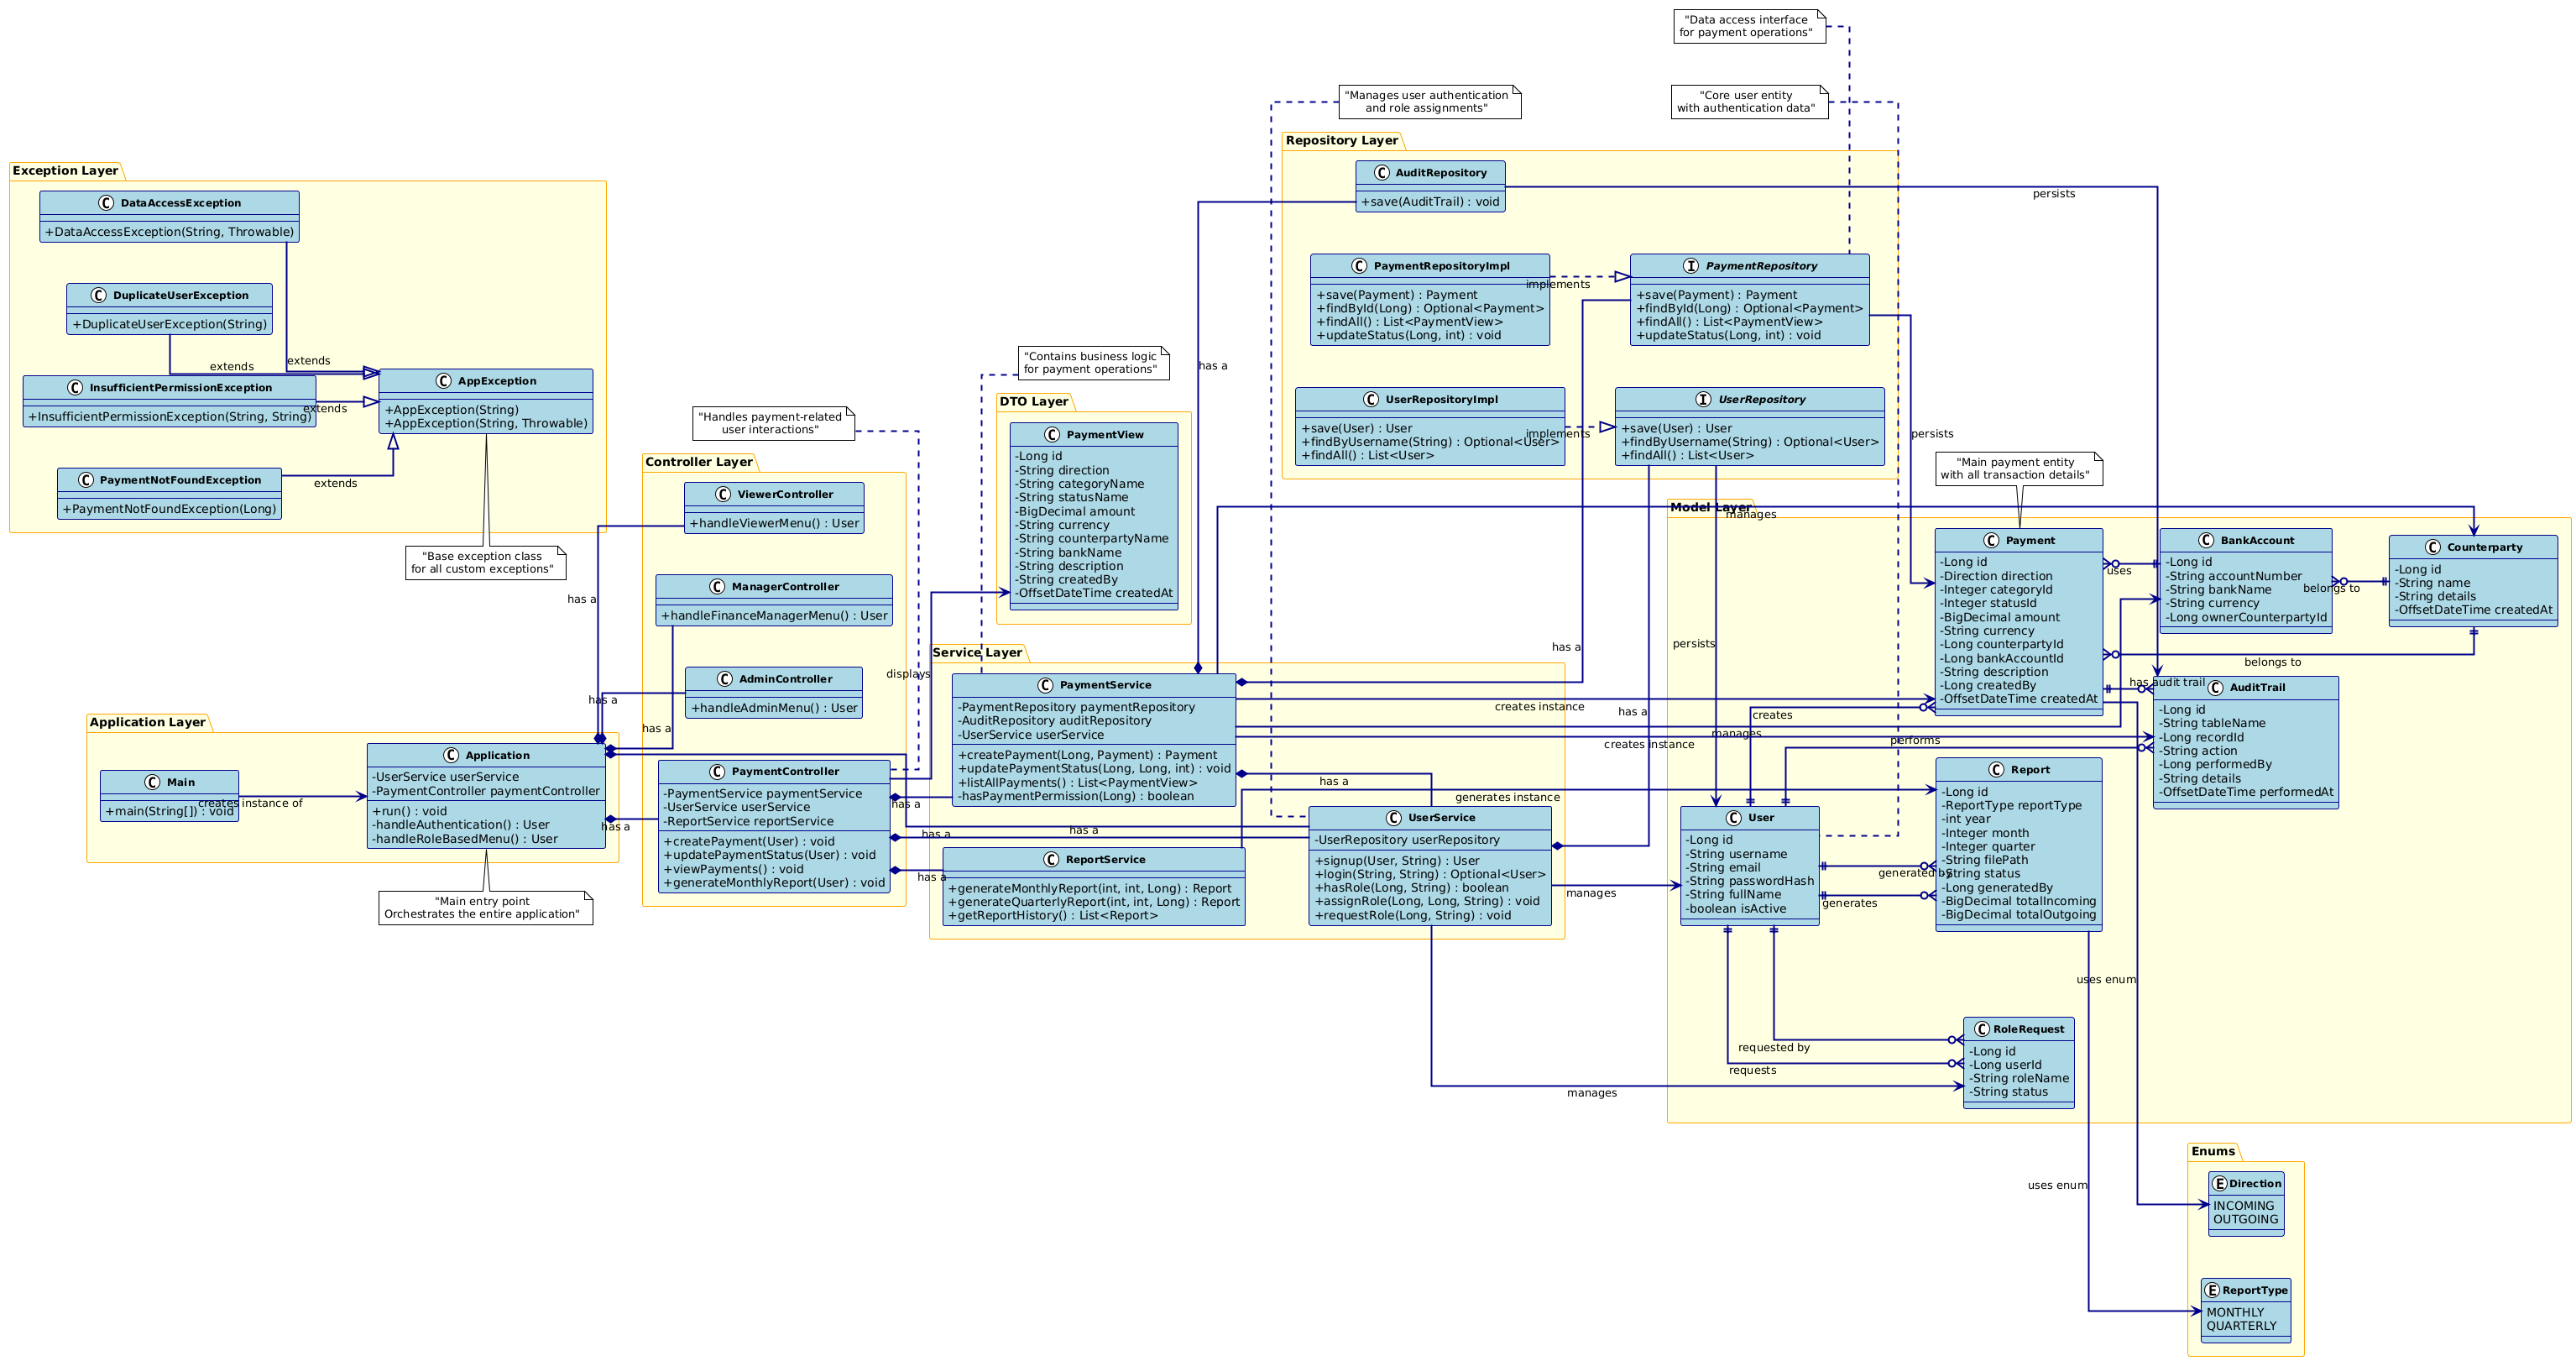 "Data access interface
for payment operations"
"Manages user authentication
and role assignments"
"Core user entity
with authentication data"
Repository Layer
AuditRepository
+save(AuditTrail) : void
persists
PaymentRepositoryImpl
+save(Payment) : Payment
+findById(Long) : Optional<Payment>
+findAll() : List<PaymentView>
+updateStatus(Long, int) : void
implements
PaymentRepository
+save(Payment) : Payment
+findById(Long) : Optional<Payment>
+findAll() : List<PaymentView>
+updateStatus(Long, int) : void
UserRepositoryImpl
+save(User) : User
+findByUsername(String) : Optional<User>
+findAll() : List<User>
implements
UserRepository
+save(User) : User
+findByUsername(String) : Optional<User>
+findAll() : List<User>
persists
Exception Layer
DataAccessException
+DataAccessException(String, Throwable)
DuplicateUserException
+DuplicateUserException(String)
extends
extends
InsufficientPermissionException
+InsufficientPermissionException(String, String)
extends
AppException
+AppException(String)
+AppException(String, Throwable)
PaymentNotFoundException
+PaymentNotFoundException(Long)
extends
"Base exception class
for all custom exceptions"
"Contains business logic
for payment operations"
has a
DTO Layer
PaymentView
-Long id
-String direction
-String categoryName
-String statusName
-BigDecimal amount
-String currency
-String counterpartyName
-String bankName
-String description
-String createdBy
-OffsetDateTime createdAt
"Handles payment-related
user interactions"
Controller Layer
ViewerController
+handleViewerMenu() : User
ManagerController
+handleFinanceManagerMenu() : User
AdminController
+handleAdminMenu() : User
PaymentController
-PaymentService paymentService
-UserService userService
-ReportService reportService
+createPayment(User) : void
+updatePaymentStatus(User) : void
+viewPayments() : void
+generateMonthlyReport(User) : void
has a
has a
has a
displays
Application Layer
Main
+main(String[]) : void
creates instance of
Application
-UserService userService
-PaymentController paymentController
+run() : void
-handleAuthentication() : User
-handleRoleBasedMenu() : User
has a
"Main entry point
Orchestrates the entire application"
Service Layer
PaymentService
-PaymentRepository paymentRepository
-AuditRepository auditRepository
-UserService userService
+createPayment(Long, Payment) : Payment
+updatePaymentStatus(Long, Long, int) : void
+listAllPayments() : List<PaymentView>
-hasPaymentPermission(Long) : boolean
has a
has a
has a
has a
has a
has a
has a
creates instance
creates instance
generates instance
ReportService
+generateMonthlyReport(int, int, Long) : Report
+generateQuarterlyReport(int, int, Long) : Report
+getReportHistory() : List<Report>
UserService
-UserRepository userRepository
+signup(User, String) : User
+login(String, String) : Optional<User>
+hasRole(Long, String) : boolean
+assignRole(Long, Long, String) : void
+requestRole(Long, String) : void
manages
manages
"Main payment entity
with all transaction details"
Model Layer
manages
persists
manages
Payment
-Long id
-Direction direction
-Integer categoryId
-Integer statusId
-BigDecimal amount
-String currency
-Long counterpartyId
-Long bankAccountId
-String description
-Long createdBy
-OffsetDateTime createdAt
uses
BankAccount
-Long id
-String accountNumber
-String bankName
-String currency
-Long ownerCounterpartyId
belongs to
Counterparty
-Long id
-String name
-String details
-OffsetDateTime createdAt
belongs to
has audit trail
AuditTrail
-Long id
-String tableName
-Long recordId
-String action
-Long performedBy
-String details
-OffsetDateTime performedAt
creates
performs
User
-Long id
-String username
-String email
-String passwordHash
-String fullName
-boolean isActive
generated by
generates
Report
-Long id
-ReportType reportType
-int year
-Integer month
-Integer quarter
-String filePath
-String status
-Long generatedBy
-BigDecimal totalIncoming
-BigDecimal totalOutgoing
uses enum
requested by
requests
RoleRequest
-Long id
-Long userId
-String roleName
-String status
uses enum
Enums
Direction
INCOMING
OUTGOING
ReportType
MONTHLY
QUARTERLY